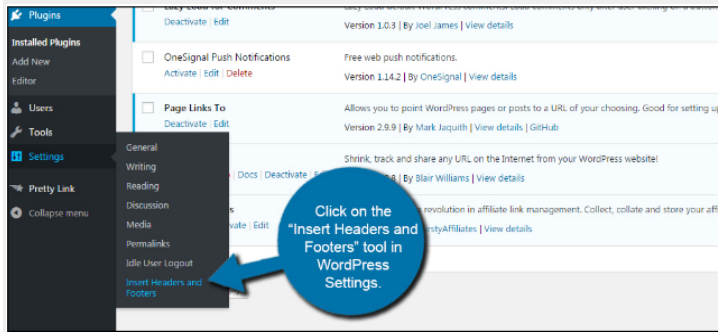 Plugins
Installed Plugins
Add New
Editor
Users
Tools
Settings
Pretty Link
Collapse menu
General
Writing
Reading
Discussion
Media
Permalinks
Idle User Logout
Insert Headers and
Footers
Lazy Load for Comments
Deactivate | Edit
Version 1.0.3 | By Joel James | View details
OneSignal Push Notifications
Free web push notifications.
Activate | Edit | Delete
Version 1.14.2 | By OneSignal | View details
Page Links To
Allows you to point WordPress pages or posts to a URL of your choosing. Good for setting up
Deactivate | Edit
Version 2.9.9 | By Mark Jaquith | View details | GitHub
Shrink, track and share any URL on the Internet from your WordPress website!
| Docs | Deactivate |
| By Blair Williams | View details
revolution in affiliate link management. Collect, collate and store your
| Edit
| View details
Click on the
"Insert Headers and
Footers" tool in
WordPress
Settings.